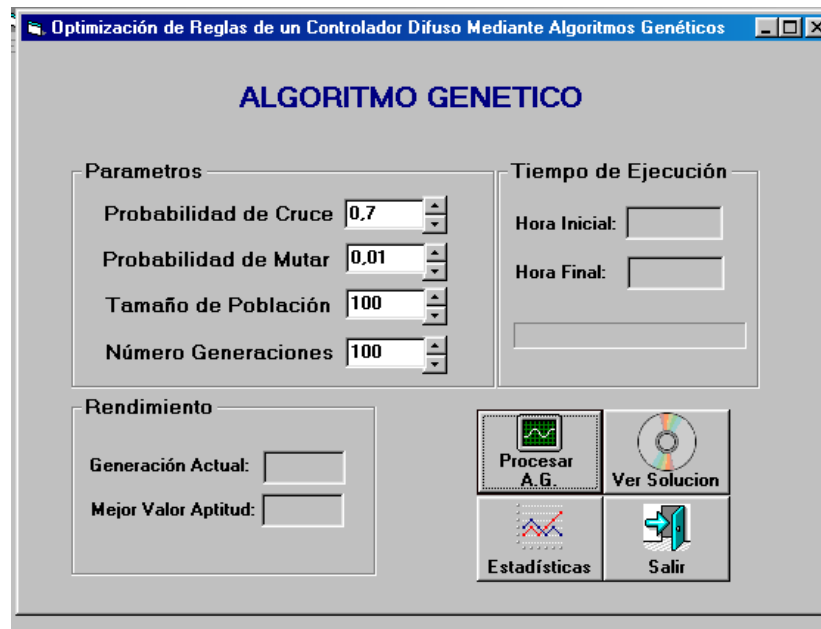 Optimización de Reglas de un Controlador Difuso Mediante Algoritmos Genéticos
ALGORITMO GENETICO
Parametros
Probabilidad de Cruce 0,7
Probabilidad de Mutar 0,01
Tamaño de Población 100
Número Generaciones 100
Tiempo de Ejecución
Hora Inicial:
Hora Final:
Rendimiento
Generación Actual:
Mejor Valor Aptitud:
Procesar
A.G.
Ver Solucion
Estadísticas
Salir